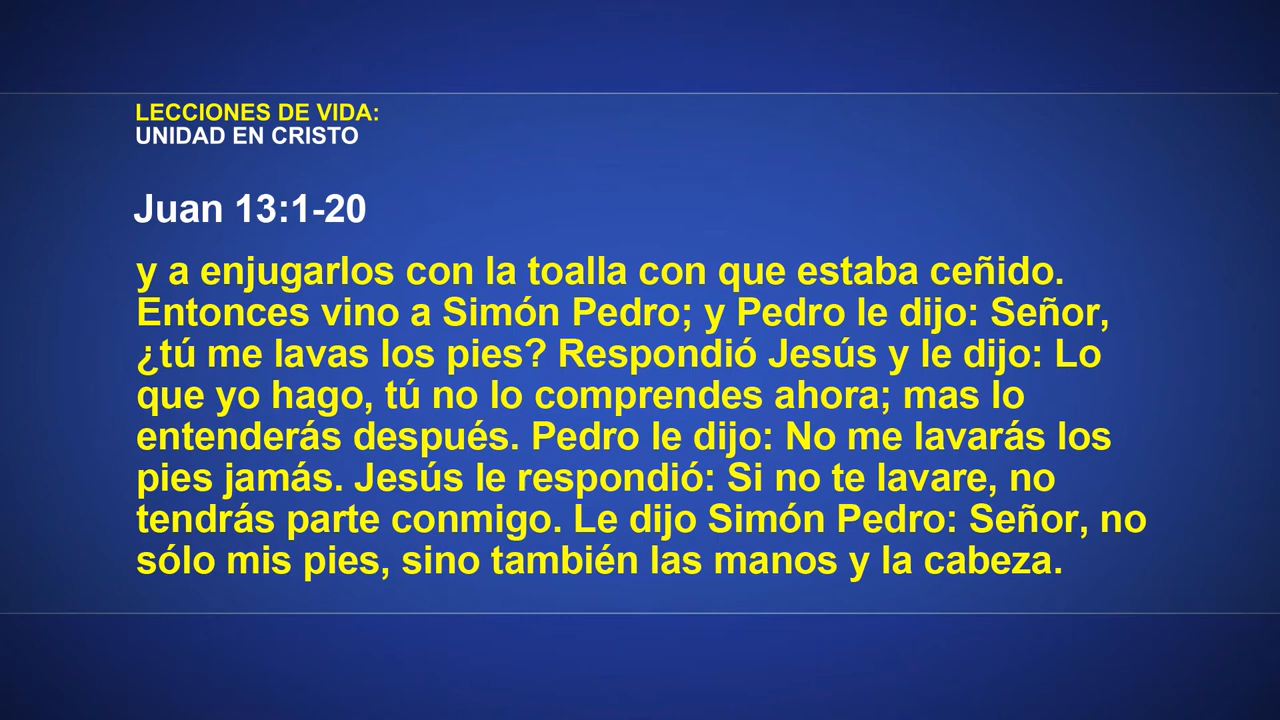 LECCIONES DE VIDA:
UNIDAD EN CRISTO
Juan 13:1-20
y a enjugarlos con la toalla con que estaba ceñido.
Entonces vino a Simón Pedro; y Pedro le dijo: Señor,
¿tú me lavas los pies? Respondió Jesús y le dijo: Lo
que yo hago, tú no lo comprendes ahora; mas lo
entenderás después. Pedro le dijo: No me lavarás los
pies jamás. Jesús le respondió: Si no te lavare, no
tendrás parte conmigo. Le dijo Simón Pedro: Señor, no
sólo mis pies, sino también las manos y la cabeza.